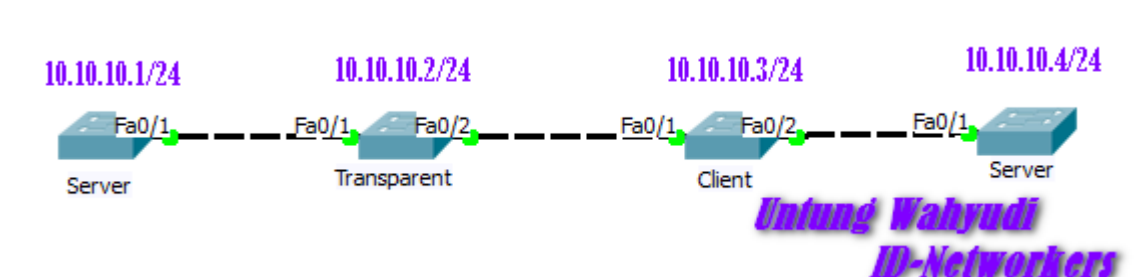 10.10.10.1/24 10.10.10.2/24 10.10.10.3/24 10.10.10.4/24
Fa0/1 Fa0/1 Fa0/2 Fa0/1 Fa0/2 Fa0/1
Server Transparent Client Server
Untung Wahyudi
ID-Networkers